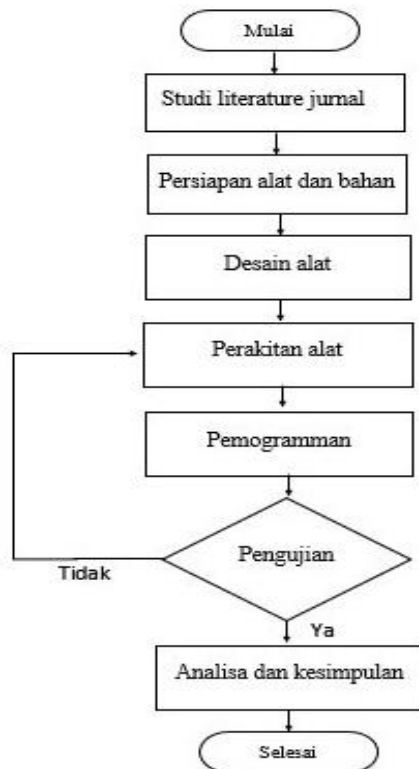 Mulai
Studi literature jurnal
Persiapan alat dan bahan
Desain alat
Perakitan alat
Pemogramman
Pengujian
Tidak
Ya
Analisa dan kesimpulan
Selesai